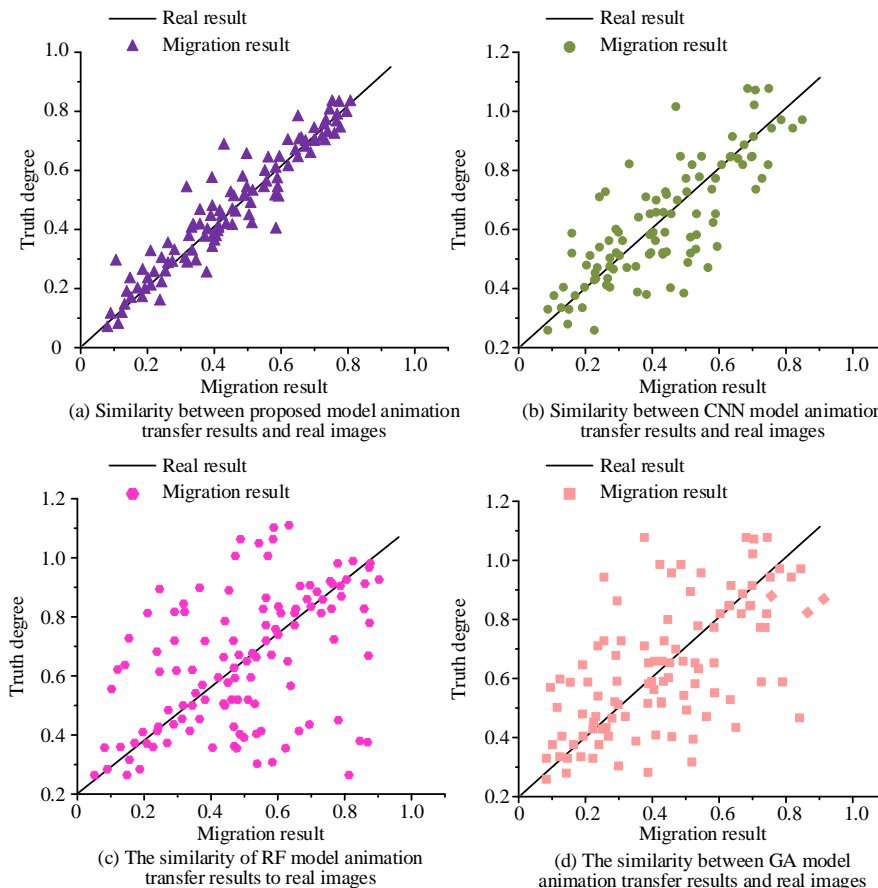 Real result
Migration result
1.0
0.8
0.6
0.4
0.2
0
Truth degree
0.2
0.4
0.6
0.8
1.0
Migration result
(a) Similarity between proposed model animation
transfer results and real images
Real result
Migration result
1.2
1.0
0.8
0.6
0.4
0.2
Truth degree
0
0.2
0.4
0.6
0.8
1.0
Migration result
(b) Similarity between CNN model animation
transfer results and real images
Real result
Migration result
1.2
1.0
0.8
0.6
0.4
0.2
Truth degree
0
0.2
0.4
0.6
0.8
1.0
Migration result
(c) The similarity of RF model animation
transfer results to real images
Real result
Migration result
1.2
1.0
0.8
0.6
0.4
0.2
Truth degree
0
0.2
0.4
0.6
0.8
1.0
Migration result
(d) The similarity between GA model
animation transfer results and real images